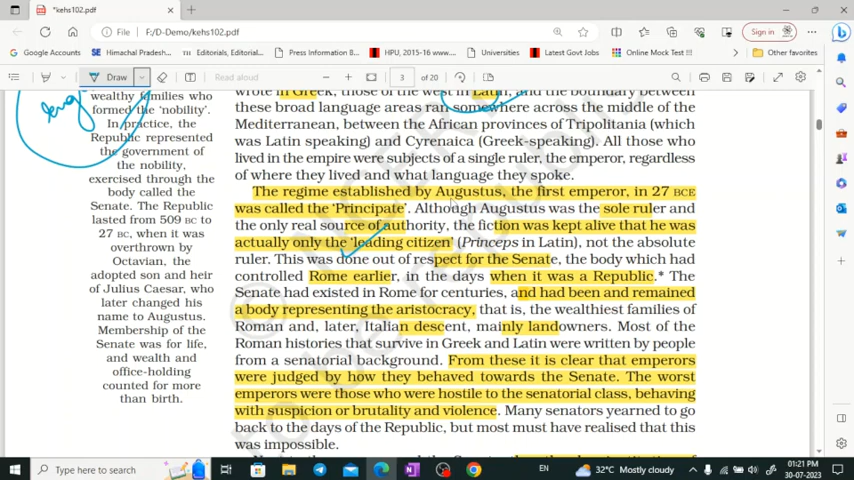 *kehs102.pdf
File
F:/D-Demo/kehs102.pdf
Sign in
Google Accounts
SSC
Himachal Pradesh...
Editorial, Editorial...
Press Information B...
HPU, 2015-16 www....
Universities
Latest Govt Jobs
Online Mock Test !!!
Other favorites
Draw
Read aloud
3
of 20
wealthy families who
formed the 'nobility'.
In practice, the
Republic represented
the government of
the nobility,
exercised through the
body called the
Senate. The Republic
lasted from 509 BC to
27 BC, when it was
overthrown by
Octavian, the
adopted son and heir
of Julius Caesar, who
later changed his
name to Augustus.
Membership of the
Senate was for life,
and wealth and
office-holding
counted for more
than birth.
wrote in Greek, those of the west in Latin, and the boundary between
these broad language areas ran somewhere across the middle of the
Mediterranean, between the African provinces of Tripolitania (which
was Latin speaking) and Cyrenaica (Greek-speaking). All those who
lived in the empire were subjects of a single ruler, the emperor, regardless
of where they lived and what language they spoke.
The regime established by Augustus, the first emperor, in 27 BCE
was called the 'Principate'. Although Augustus was the sole ruler and
the only real source of authority, the fiction was kept alive that he was
actually only the 'leading citizen' (Princeps in Latin), not the absolute
ruler. This was done out of respect for the Senate, the body which had
controlled Rome earlier, in the days when it was a Republic.* The
Senate had existed in Rome for centuries, and had been and remained
a body representing the aristocracy, that is, the wealthiest families of
Roman and, later, Italian descent, mainly landowners. Most of the
Roman histories that survive in Greek and Latin were written by people
from a senatorial background. From these it is clear that emperors
were judged by how they behaved towards the Senate. The worst
emperors were those who were hostile to the senatorial class, behaving
with suspicion or brutality and violence. Many senators yearned to go
back to the days of the Republic, but most must have realised that this
was impossible.
Type here to search
32°C Mostly cloudy
EN
01:21 PM
30-07-2023